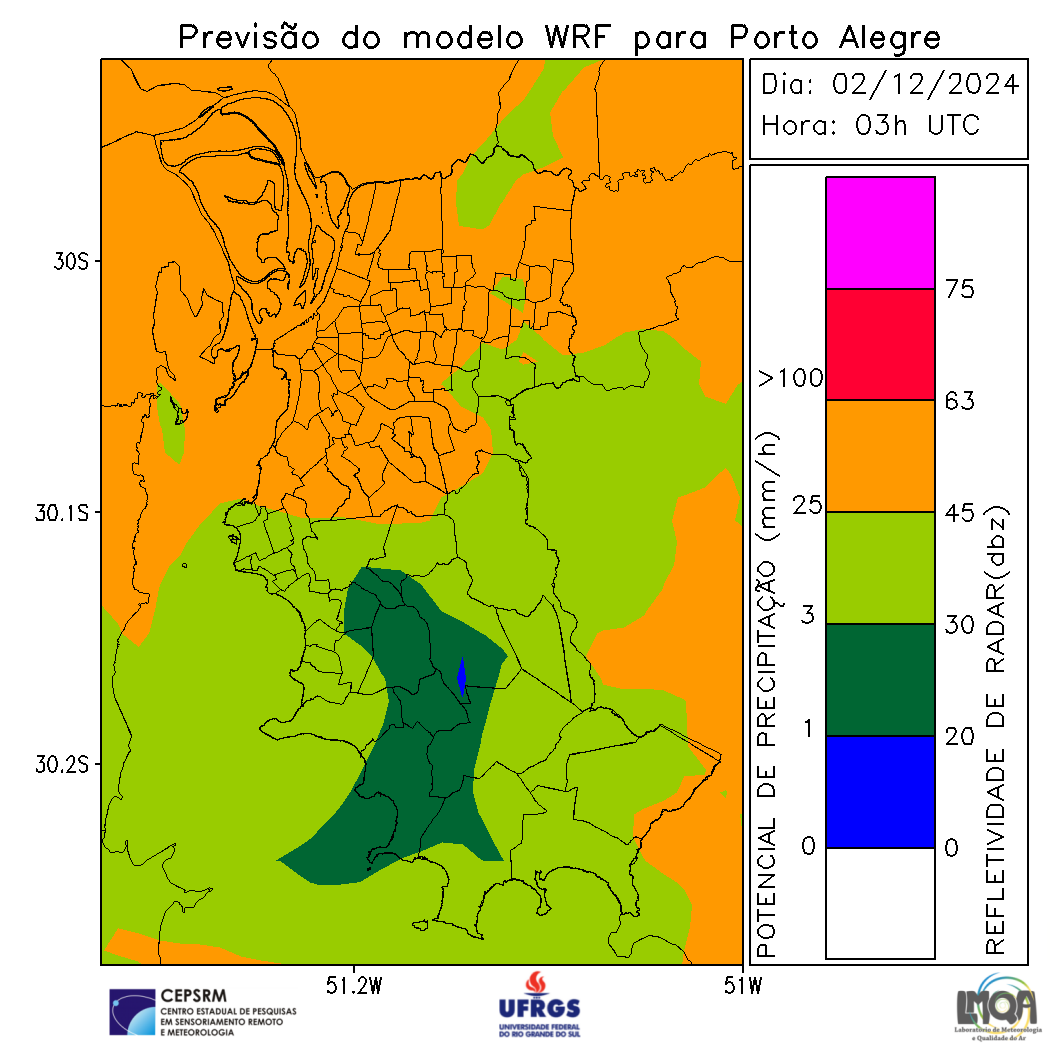 Previsão do modelo WRF para Porto Alegre
Dia: 02/12/2024
Hora: 03h UTC
30S
30.1S
30.2S
51.2W
51W
POTENCIAL DE PRECIPITAÇÃO (mm/h)
>100
25
3
1
0
75
63
45
30
20
0
REFLETIVIDADE DE RADAR(dbz)
CEPSRM
CENTRO ESTADUAL DE PESQUISAS
EM SENSORIAMENTO REMOTO
E METEOROLOGIA
UFRGS
UNIVERSIDADE FEDERAL
DO RIO GRANDE DO SUL
LMQA
Laboratório de Meteorologia
e Qualidade do Ar